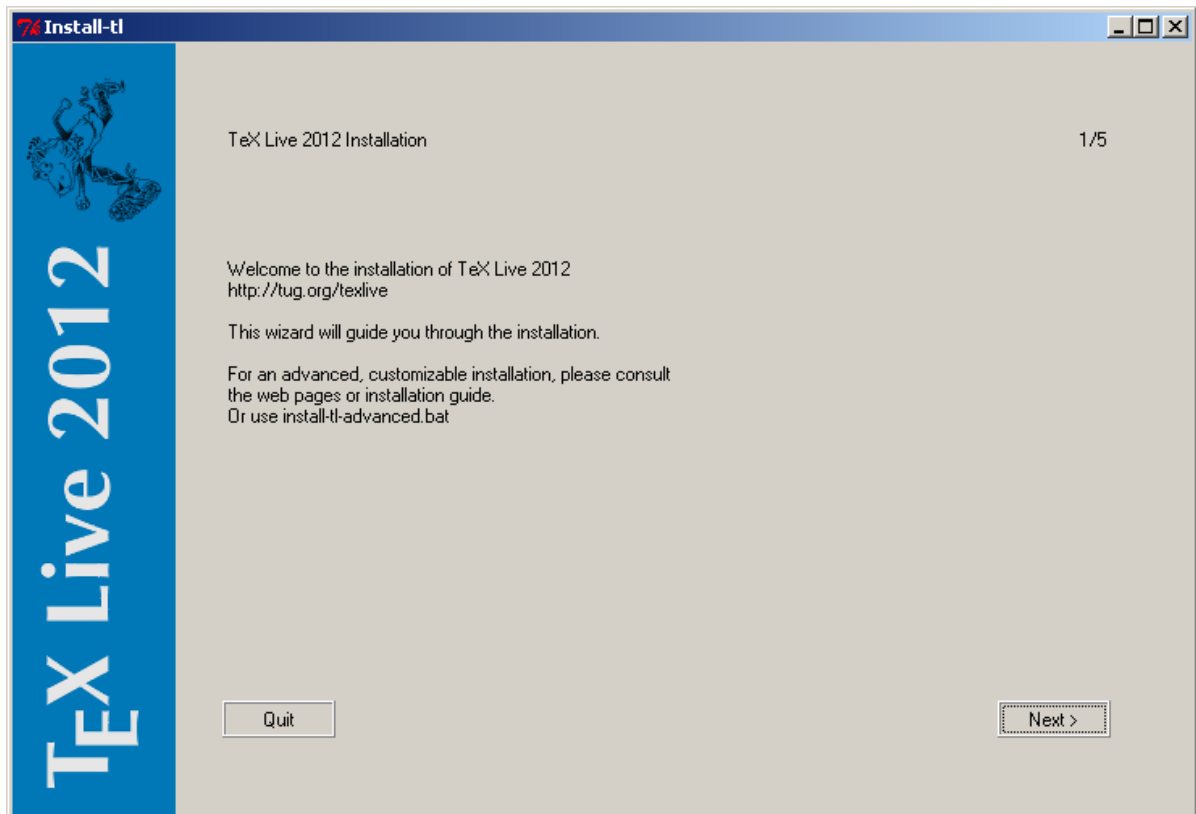 Install-tl
TeX Live 2012 Installation
1/5
TEX Live 2012
Welcome to the installation of TeX Live 2012
http://tug.org/texlive
This wizard will guide you through the installation.
For an advanced, customizable installation, please consult
the web pages or installation guide.
Or use install-tl-advanced.bat
Quit
Next >